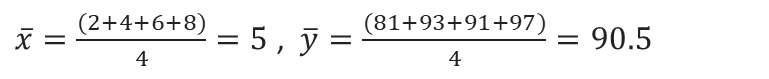 x̄ = (2+4+6+8)/4 = 5 , ȳ = (81+93+91+97)/4 = 90.5